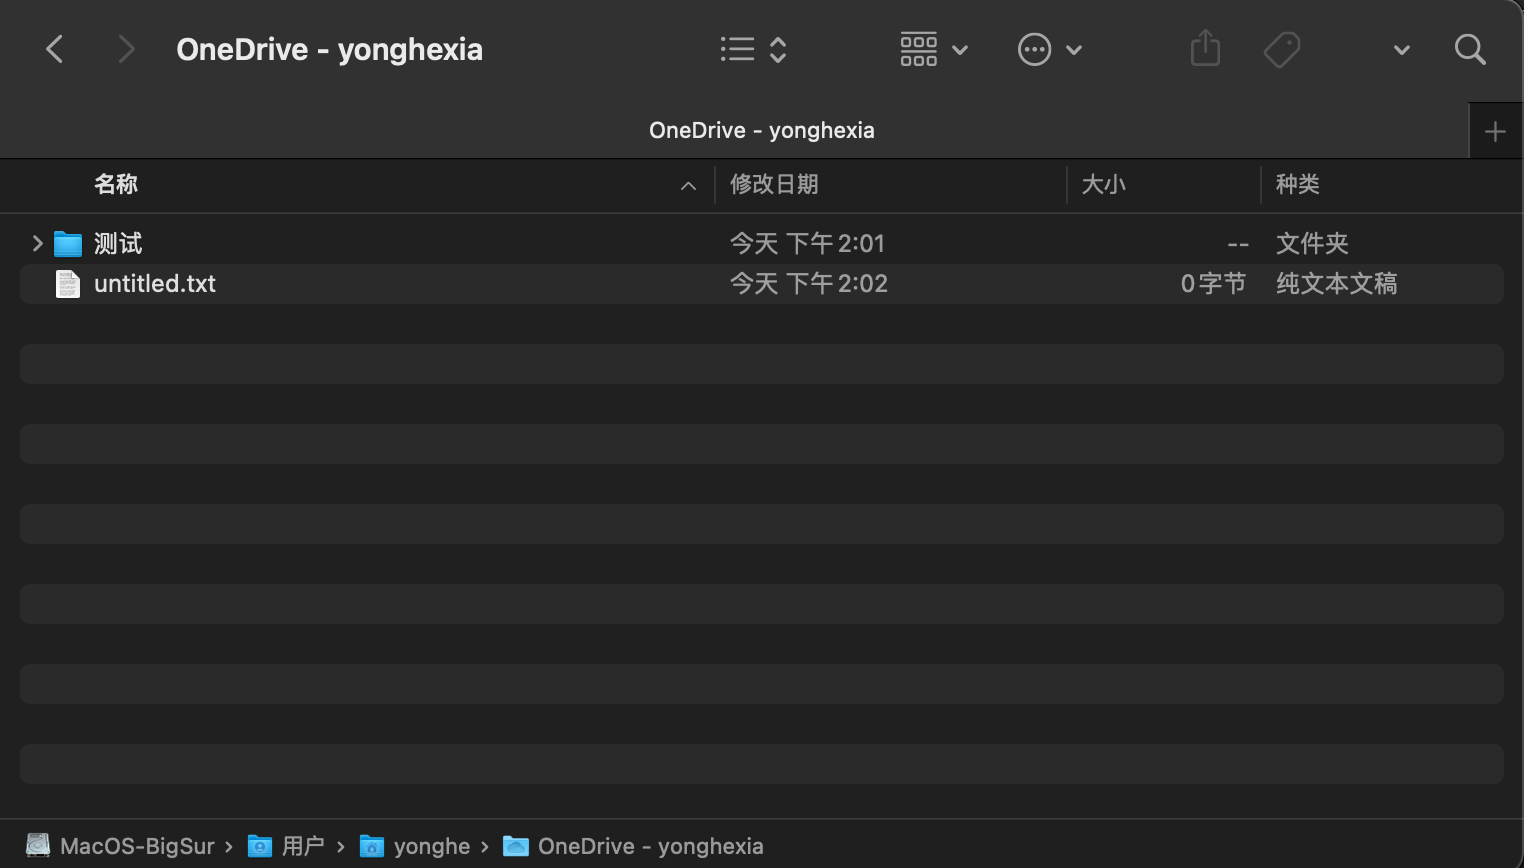 OneDrive - yonghexia
OneDrive - yonghexia
名称 修改日期 大小 种类
测试 今天 下午 2:01 -- 文件夹
untitled.txt 今天 下午 2:02 0 字节 纯文本文稿
MacOS-BigSur › 用户 › yonghe › OneDrive - yonghexia